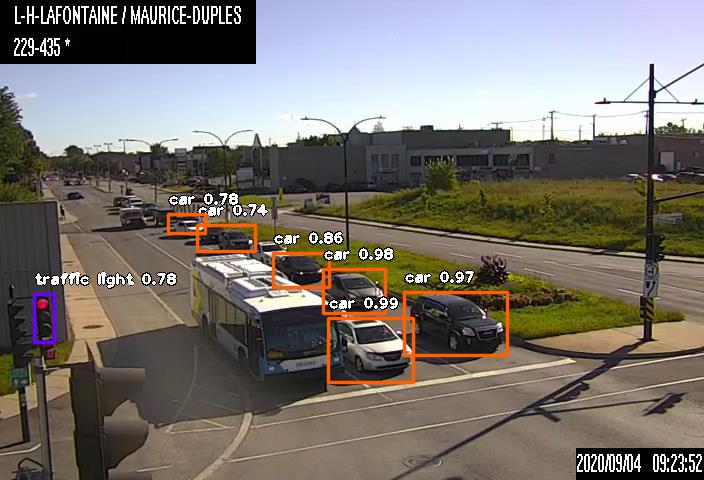 L-H-LAFONTAINE / MAURICE-DUPLES
229-435 *
car 0.78
car 0.74
car 0.86
car 0.98
car 0.97
car 0.99
traffic light 0.78
2020/09/04 09:23:52